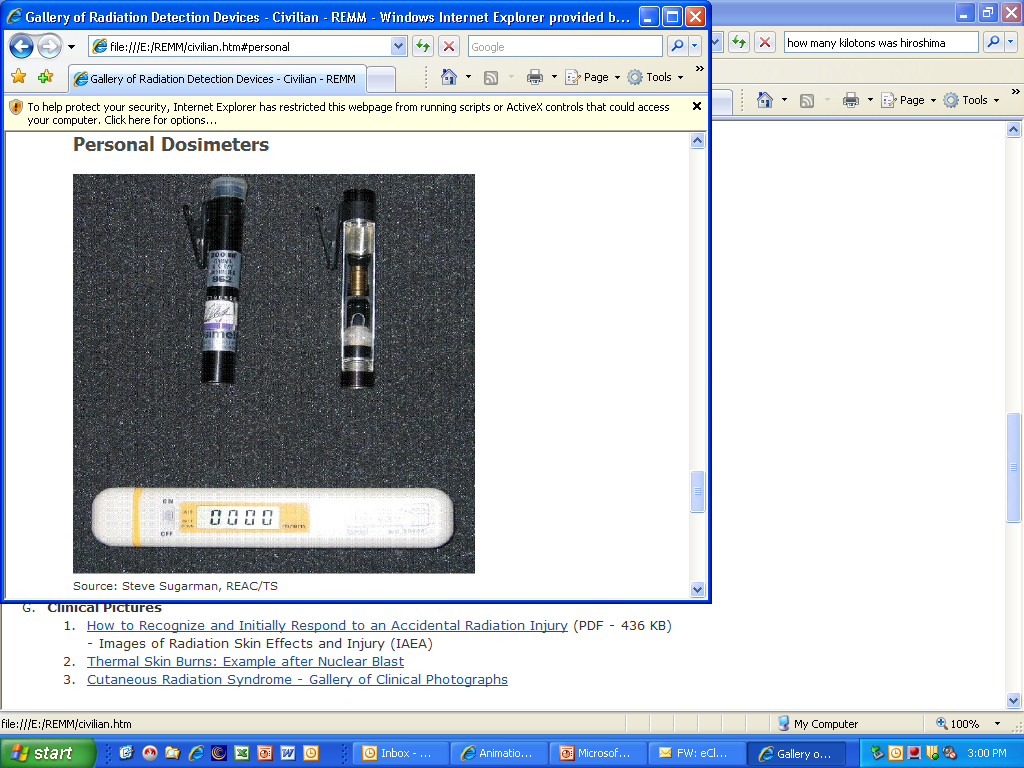 Gallery of Radiation Detection Devices - Civilian - REMM - Windows Internet Explorer provided b...
file:///E:/REMM/civilian.htm#personal
Google
how many kilotons was hiroshima
Gallery of Radiation Detection Devices - Civilian - REMM
Page
Tools
»
Page
Tools
»
To help protect your security, Internet Explorer has restricted this webpage from running scripts or ActiveX controls that could access
your computer. Click here for options...
Personal Dosimeters
200
862
ON
OFF
0000
mrem
Source: Steve Sugarman, REAC/TS
G. Clinical Pictures
1. How to Recognize and Initially Respond to an Accidental Radiation Injury (PDF - 436 KB)
- Images of Radiation Skin Effects and Injury (IAEA)
2. Thermal Skin Burns: Example after Nuclear Blast
3. Cutaneous Radiation Syndrome - Gallery of Clinical Photographs
file:///E:/REMM/civilian.htm
My Computer
100%
start
Inbox - ...
Animatio...
Microsof...
FW: eCl...
Gallery o...
3:00 PM